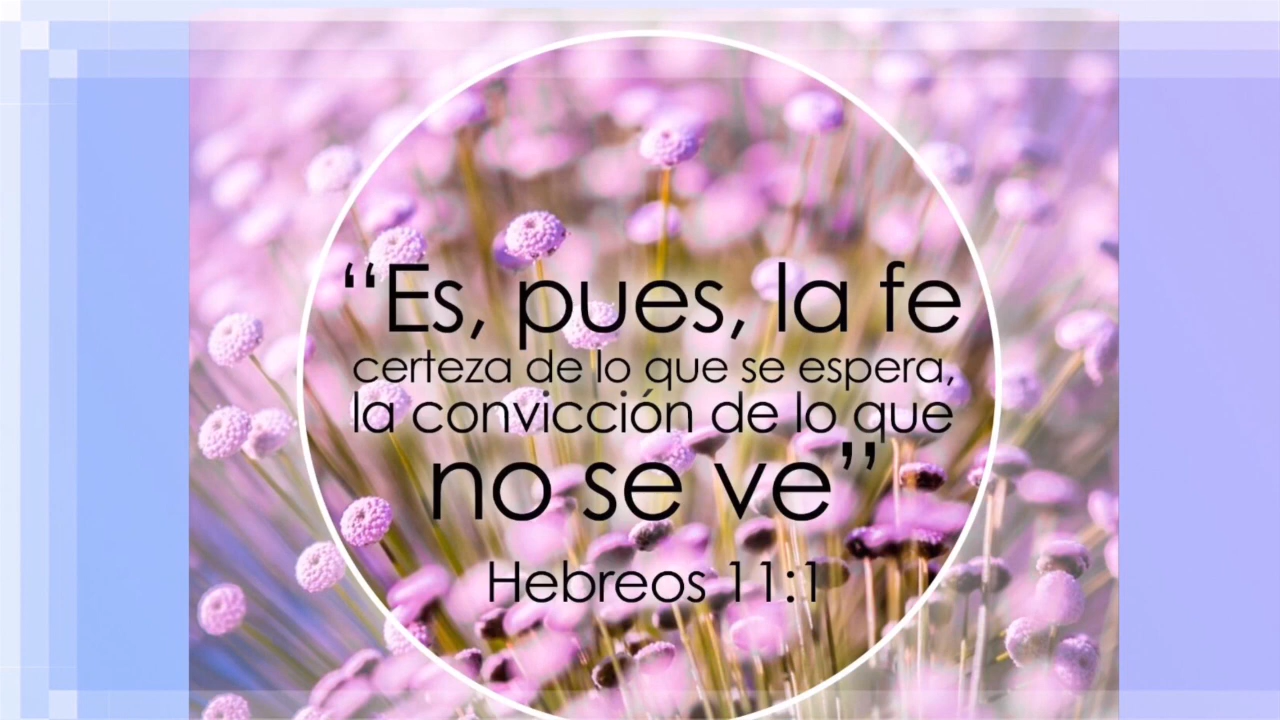 “Es, pues, la fe
certeza de lo que se espera,
la convicción de lo que
no se ve”
Hebreos 11:1